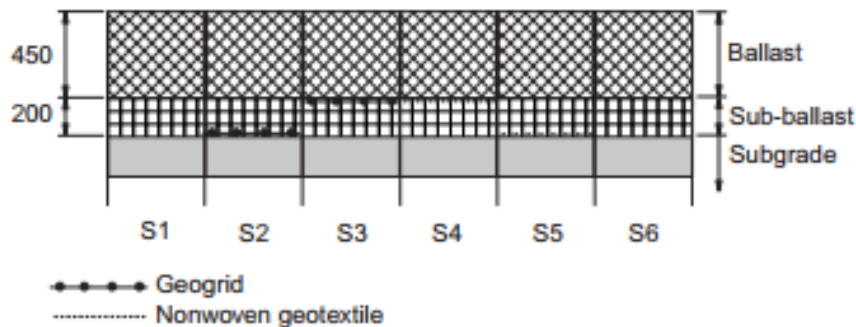 450
Ballast
200
Sub-ballast
Subgrade
S1 S2 S3 S4 S5 S6
Geogrid
Nonwoven geotextile